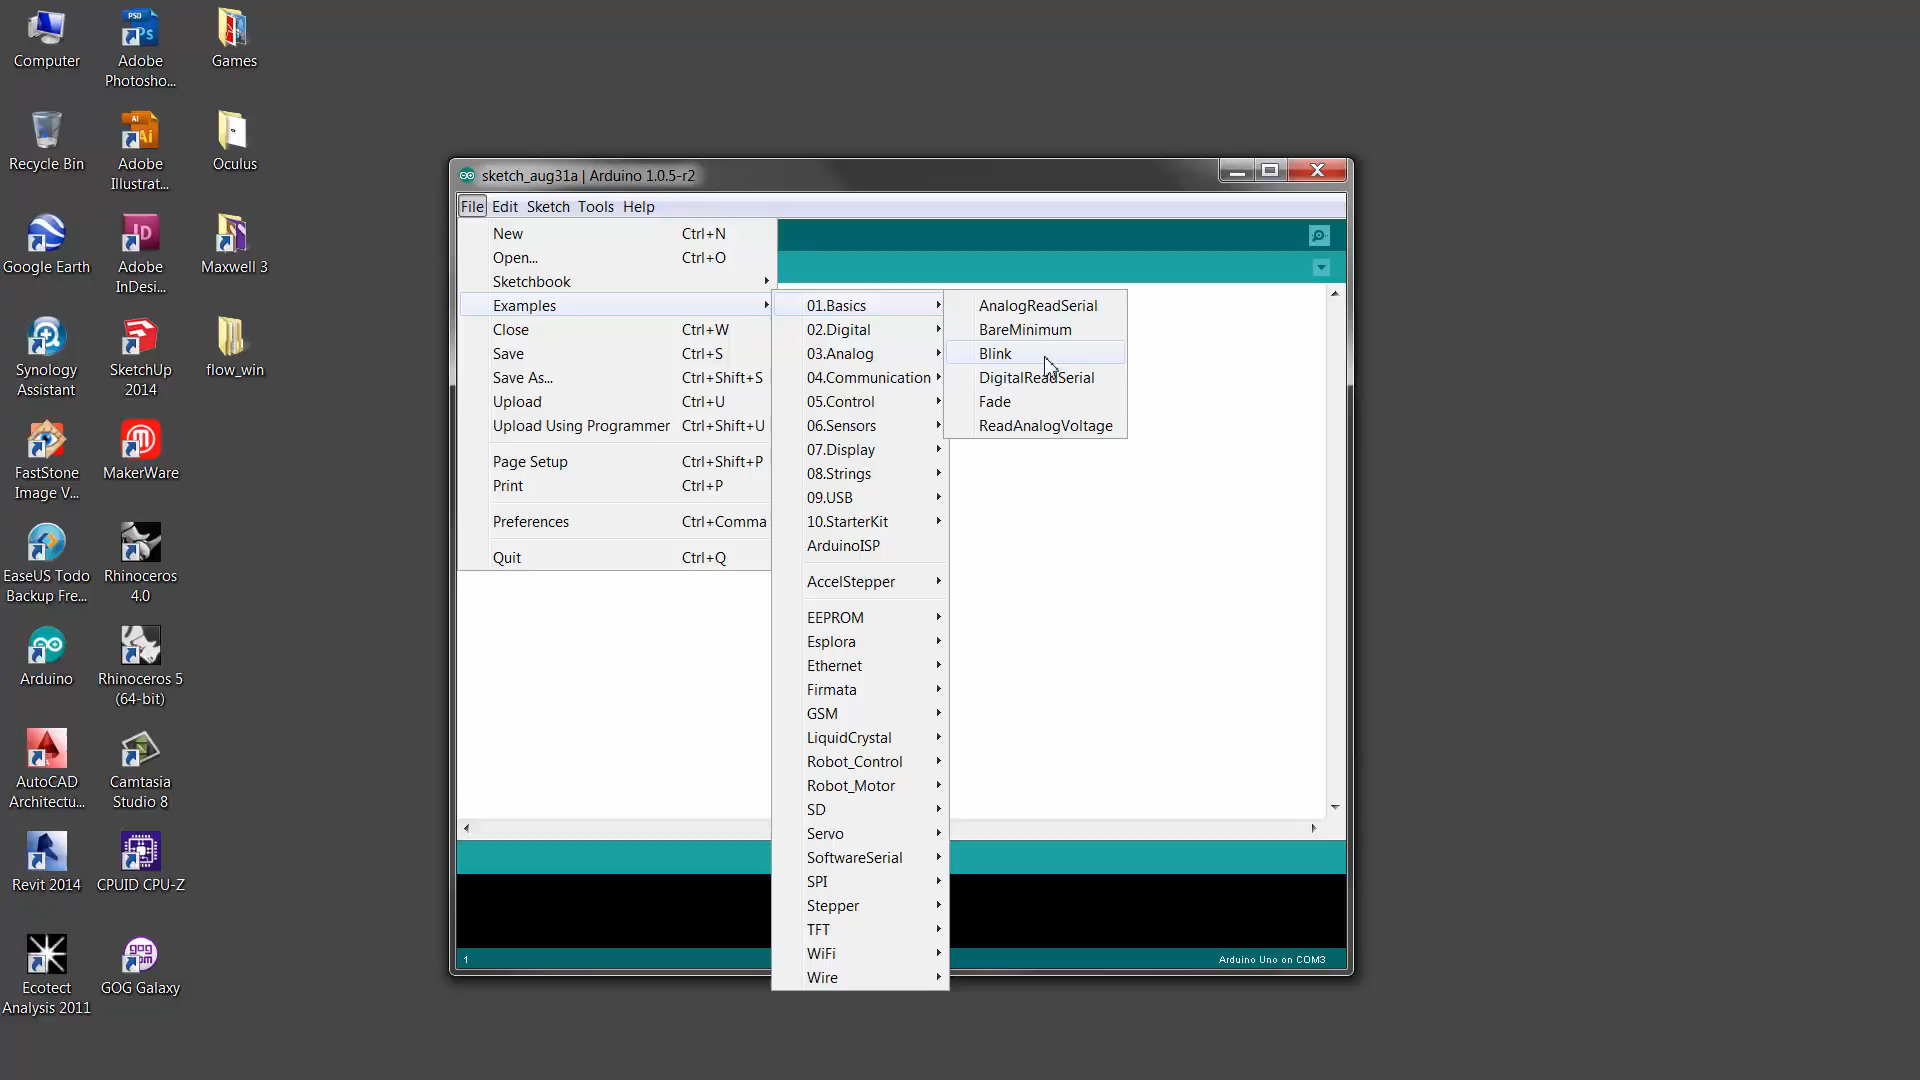 Computer
Adobe
Photosho...
Games
Recycle Bin
Adobe
Illustrat...
Oculus
Google Earth
Adobe
InDesi...
Maxwell 3
Synology
Assistant
SketchUp
2014
flow_win
FastStone
Image V...
MakerWare
EaseUS Todo
Backup Fre...
Rhinoceros
4.0
Arduino
Rhinoceros 5
(64-bit)
AutoCAD
Architectu...
Camtasia
Studio 8
Revit 2014
CPUID CPU-Z
Ecotect
Analysis 2011
GOG Galaxy
PSD
Ps
AI
Ai
ID
gog
com
sketch_aug31a | Arduino 1.0.5-r2
File Edit Sketch Tools Help
New Ctrl+N
Open... Ctrl+O
Sketchbook
Examples
Close Ctrl+W
Save Ctrl+S
Save As... Ctrl+Shift+S
Upload Ctrl+U
Upload Using Programmer Ctrl+Shift+U
Page Setup Ctrl+Shift+P
Print Ctrl+P
Preferences Ctrl+Comma
Quit Ctrl+Q
01.Basics
02.Digital
03.Analog
04.Communication
05.Control
06.Sensors
07.Display
08.Strings
09.USB
10.StarterKit
ArduinoISP
AccelStepper
EEPROM
Esplora
Ethernet
Firmata
GSM
LiquidCrystal
Robot_Control
Robot_Motor
SD
Servo
SoftwareSerial
SPI
Stepper
TFT
WiFi
Wire
AnalogReadSerial
BareMinimum
Blink
DigitalReadSerial
Fade
ReadAnalogVoltage
1
Arduino Uno on COM3